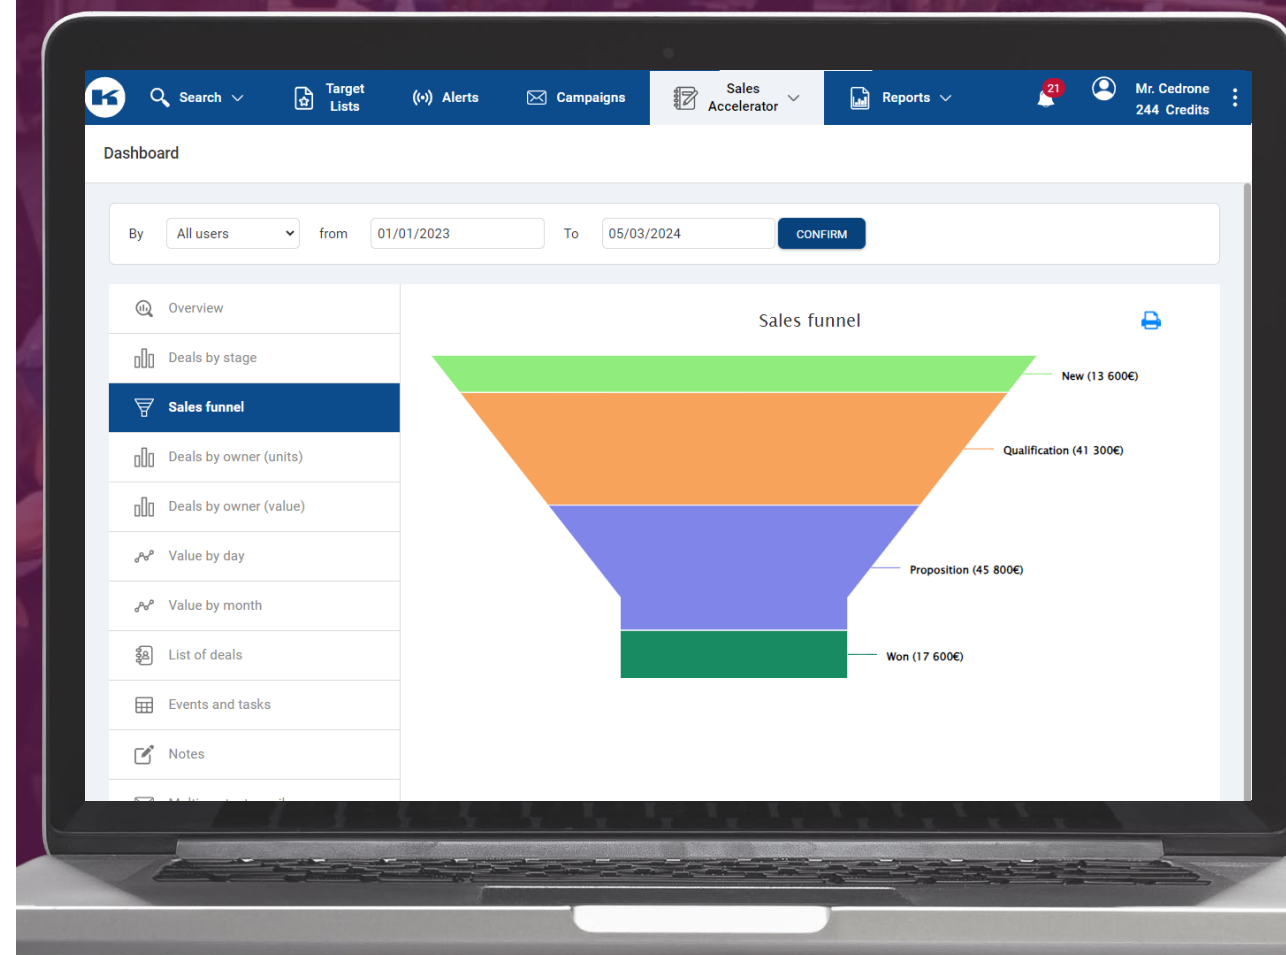 K
Search
Target
Lists
Alerts
Campaigns
Sales
Accelerator
Reports
21
Mr. Cedrone
244 Credits
Dashboard
By
All users
from
01/01/2023
To
05/03/2024
CONFIRM
Overview
Deals by stage
Sales funnel
Deals by owner (units)
Deals by owner (value)
Value by day
Value by month
List of deals
Events and tasks
Notes
Sales funnel
New (13 600€)
Qualification (41 300€)
Proposition (45 800€)
Won (17 600€)